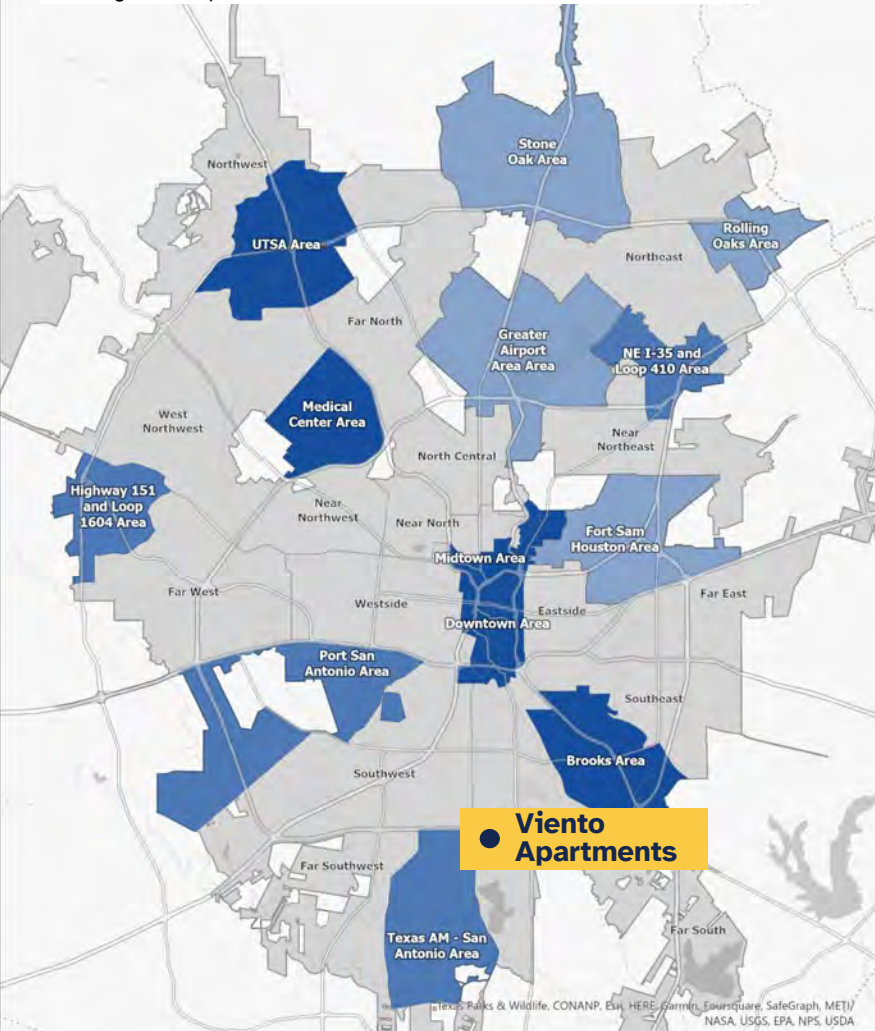 Stone
Oak Area
Northwest
Rolling
Oaks Area
UTSA Area
Northeast
Far North
Greater
Airport
Area Area
NE I-35 and
Loop 410 Area
Medical
Center Area
West
Northwest
Near
Northeast
North Central
Highway 151
and Loop
1604 Area
Near
Northwest
Near North
Fort Sam
Houston Area
Midtown Area
Far West
Far East
Westside
Eastside
Downtown Area
Port San
Antonio Area
Southeast
Brooks Area
Southwest
Viento
Apartments
Far Southwest
Far South
Texas AM - San
Antonio Area
Texas Parks & Wildlife, CONANP, Esri, HERE, Garmin, Foursquare, SafeGraph, METI/
NASA, USGS, EPA, NPS, USDA